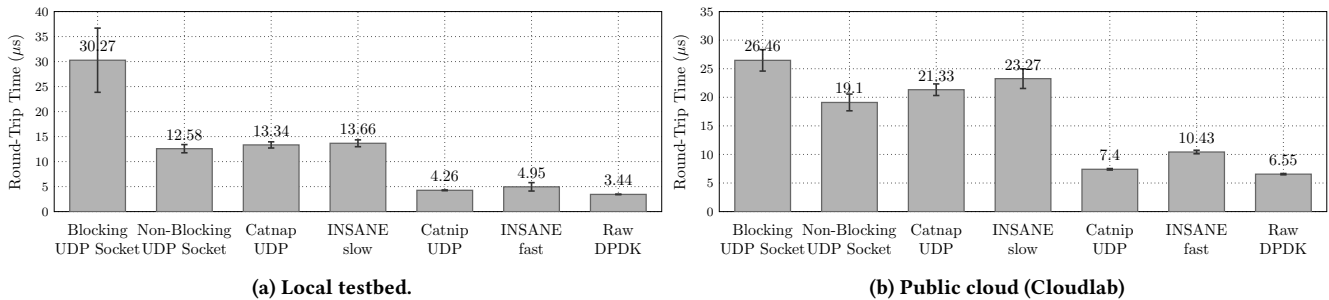 40
35
30
25
20
15
10
5
0
Round-Trip Time (μs)
30.27
12.58
13.34
13.66
4.26
4.95
3.44
Blocking
UDP Socket
Non-Blocking
UDP Socket
Catnap
UDP
INSANE
slow
Catnip
UDP
INSANE
fast
Raw
DPDK
(a) Local testbed.
35
30
25
20
15
10
5
0
Round-Trip Time (μs)
26.46
19.1
21.33
23.27
7.4
10.43
6.55
Blocking
UDP Socket
Non-Blocking
UDP Socket
Catnap
UDP
INSANE
slow
Catnip
UDP
INSANE
fast
Raw
DPDK
(b) Public cloud (Cloudlab)